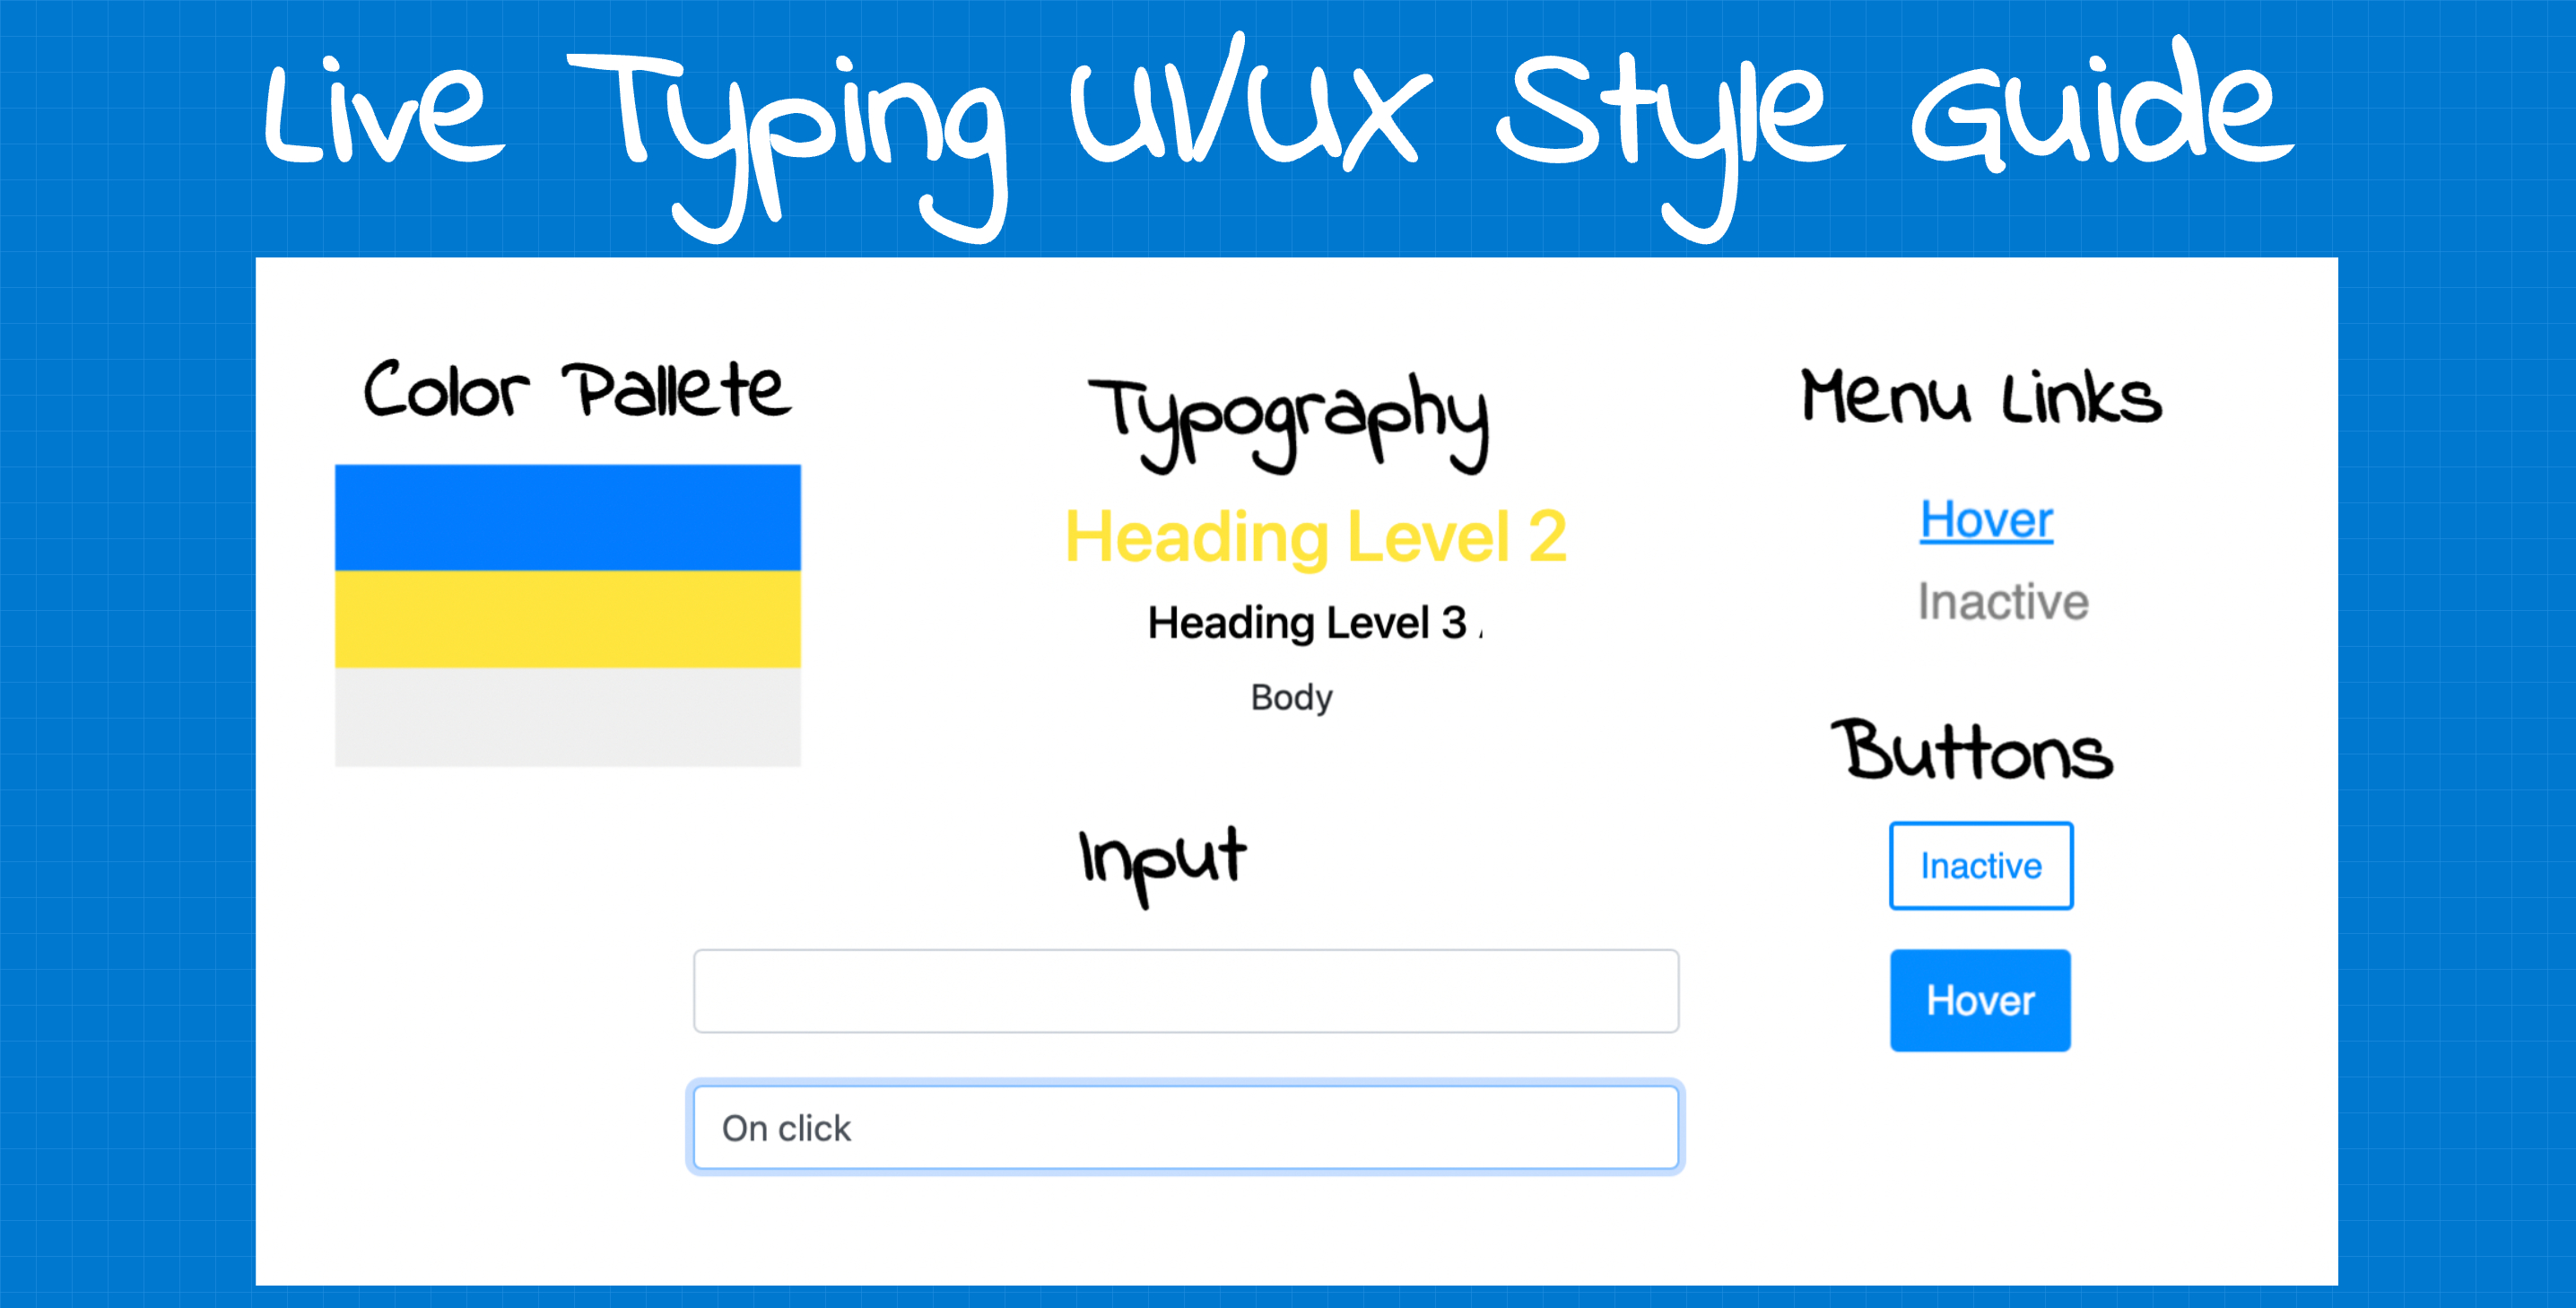 Live Typing UI/UX Style Guide
Color Pallete
Typography
Heading Level 2
Heading Level 3
Body
Menu Links
Hover
Inactive
Buttons
Inactive
Hover
Input
On click